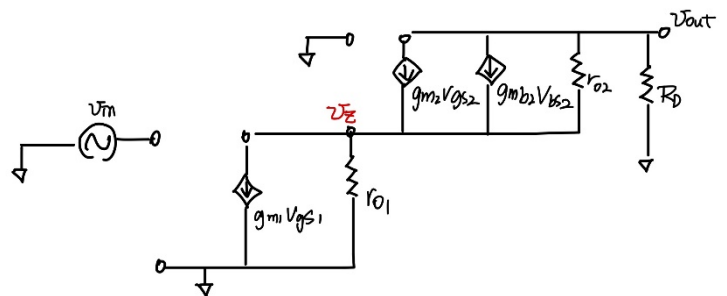 Vout
gm2Vgs2
gmb2Vbs2
ro2
RD
Vin
Vz
gm1Vgs1
ro1